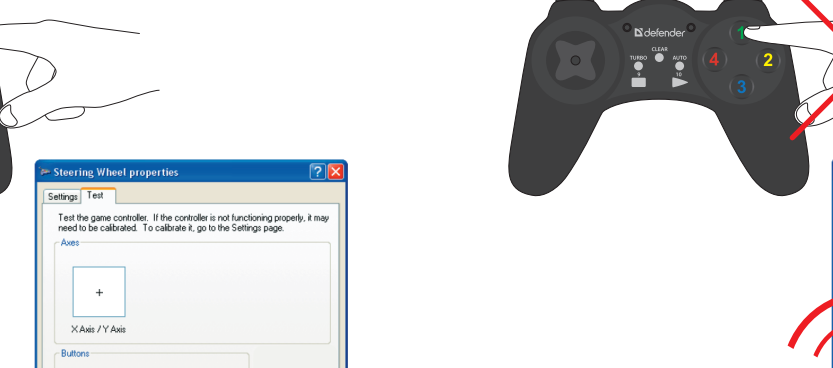 defender
CLEAR
TURBO AUTO
9 10
1
4 2
3
Steering Wheel properties
Settings Test
Test the game controller. If the controller is not functioning properly, it may
need to be calibrated. To calibrate it, go to the Settings page.
Axes
X Axis / Y Axis
Buttons